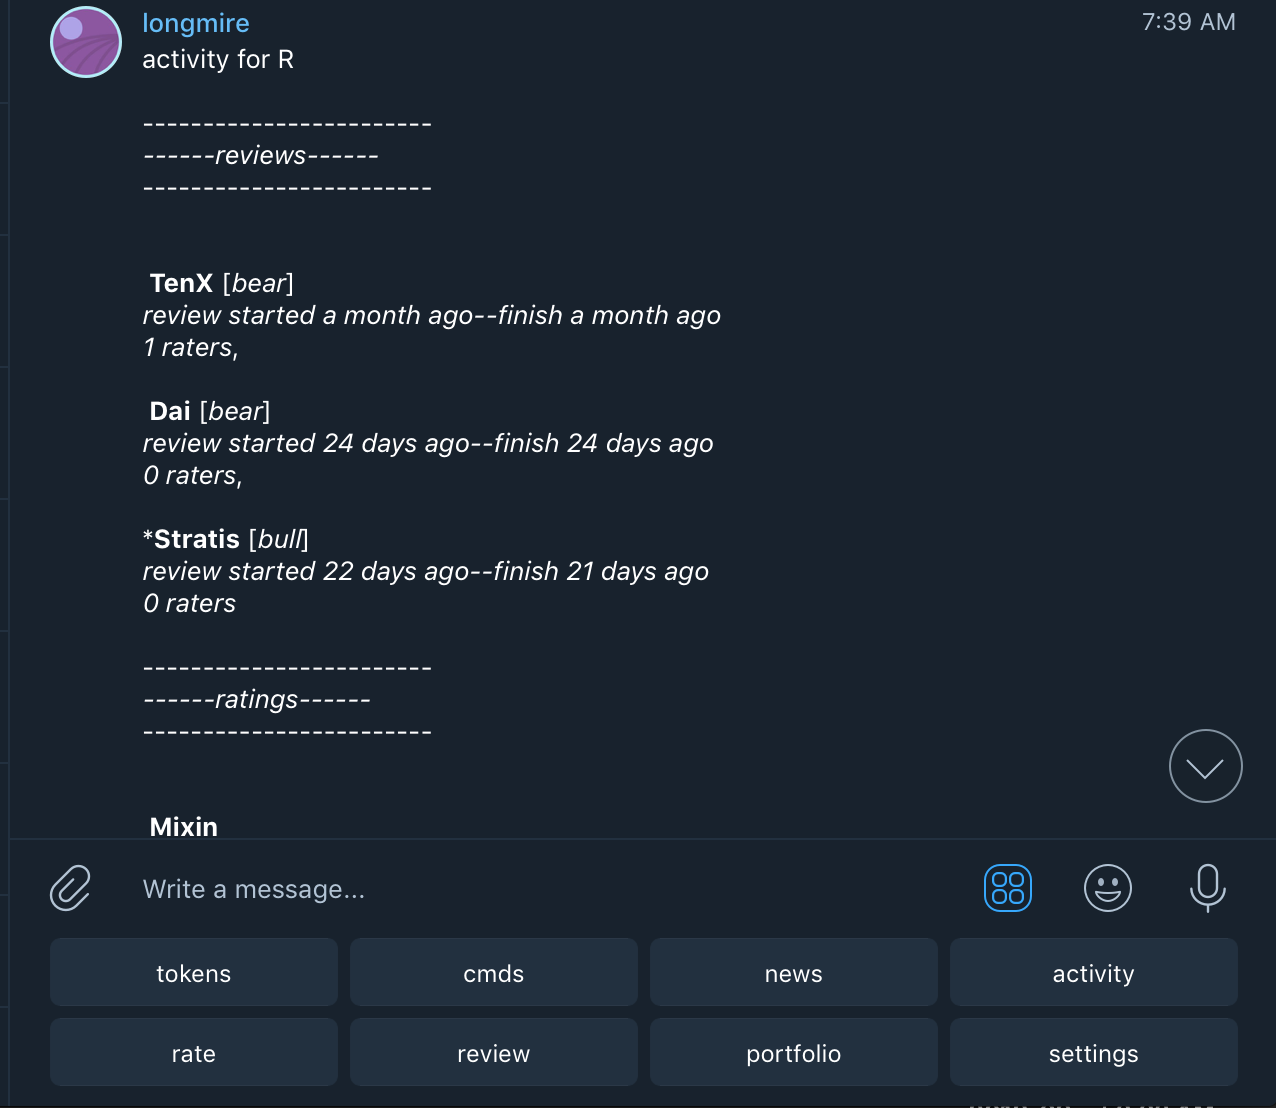 longmire
7:39 AM
activity for R
------------------------
------reviews------
------------------------
TenX [bear]
review started a month ago--finish a month ago
1 raters,
Dai [bear]
review started 24 days ago--finish 24 days ago
0 raters,
*Stratis [bull]
review started 22 days ago--finish 21 days ago
0 raters
------------------------
------ratings------
------------------------
Mixin
Write a message...
tokens
cmds
news
activity
rate
review
portfolio
settings